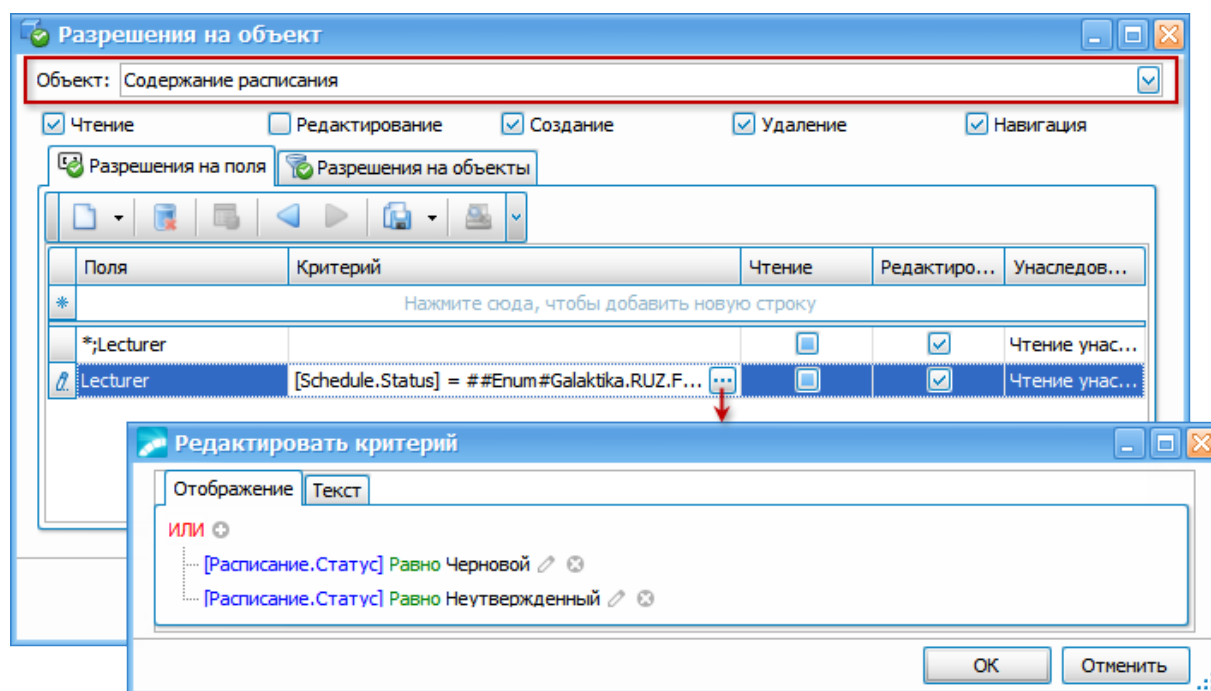 Разрешения на объект
Объект: Содержание расписания
Чтение Редактирование Создание Удаление Навигация
Разрешения на поля Разрешения на объекты
Поля Критерий Чтение Редактиро... Унаследов...
Нажмите сюда, чтобы добавить новую строку
*;Lecturer Чтение унас...
Lecturer [Schedule.Status] = ##Enum#Galaktika.RUZ.F... Чтение унас...
Редактировать критерий
Отображение Текст
ИЛИ
[Расписание.Статус] Равно Черновой
[Расписание.Статус] Равно Неутвержденный
ОК Отменить